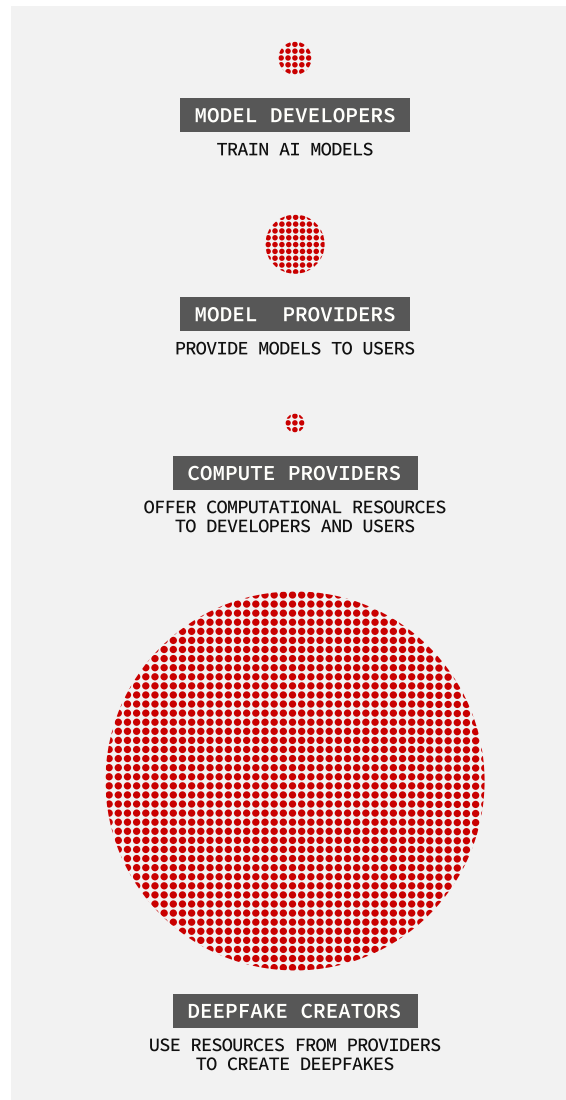 MODEL DEVELOPERS
TRAIN AI MODELS
MODEL PROVIDERS
PROVIDE MODELS TO USERS
COMPUTE PROVIDERS
OFFER COMPUTATIONAL RESOURCES
TO DEVELOPERS AND USERS
DEEPFAKE CREATORS
USE RESOURCES FROM PROVIDERS
TO CREATE DEEPFAKES